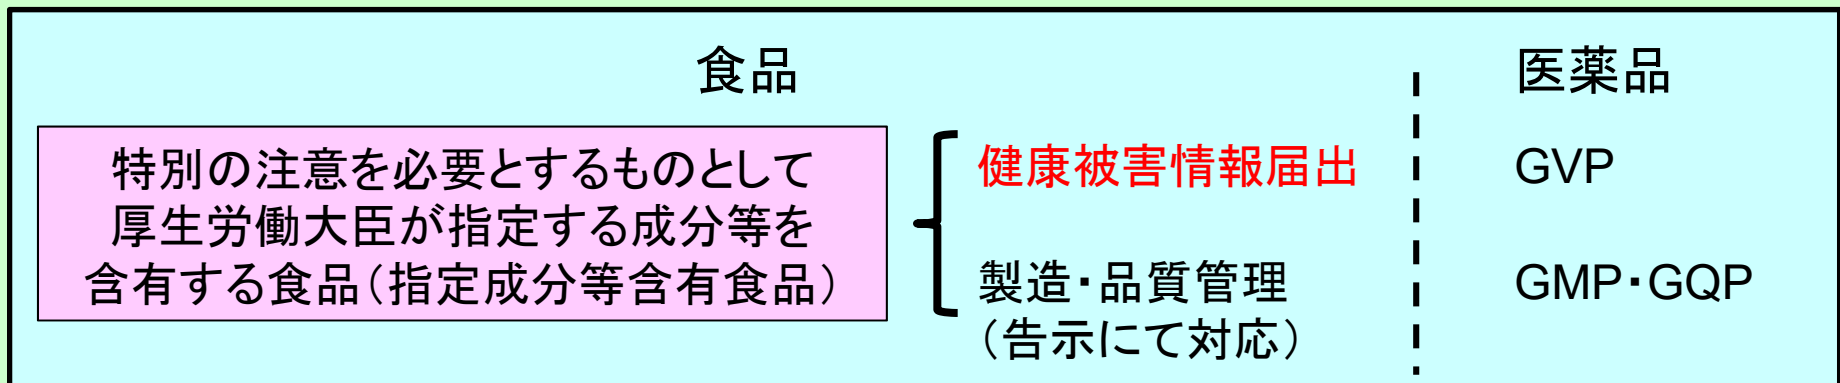 食品
医薬品
特別の注意を必要とするものとして
厚生労働大臣が指定する成分等を
含有する食品（指定成分等含有食品）
健康被害情報届出
GVP
製造・品質管理
（告示にて対応）
GMP・GQP